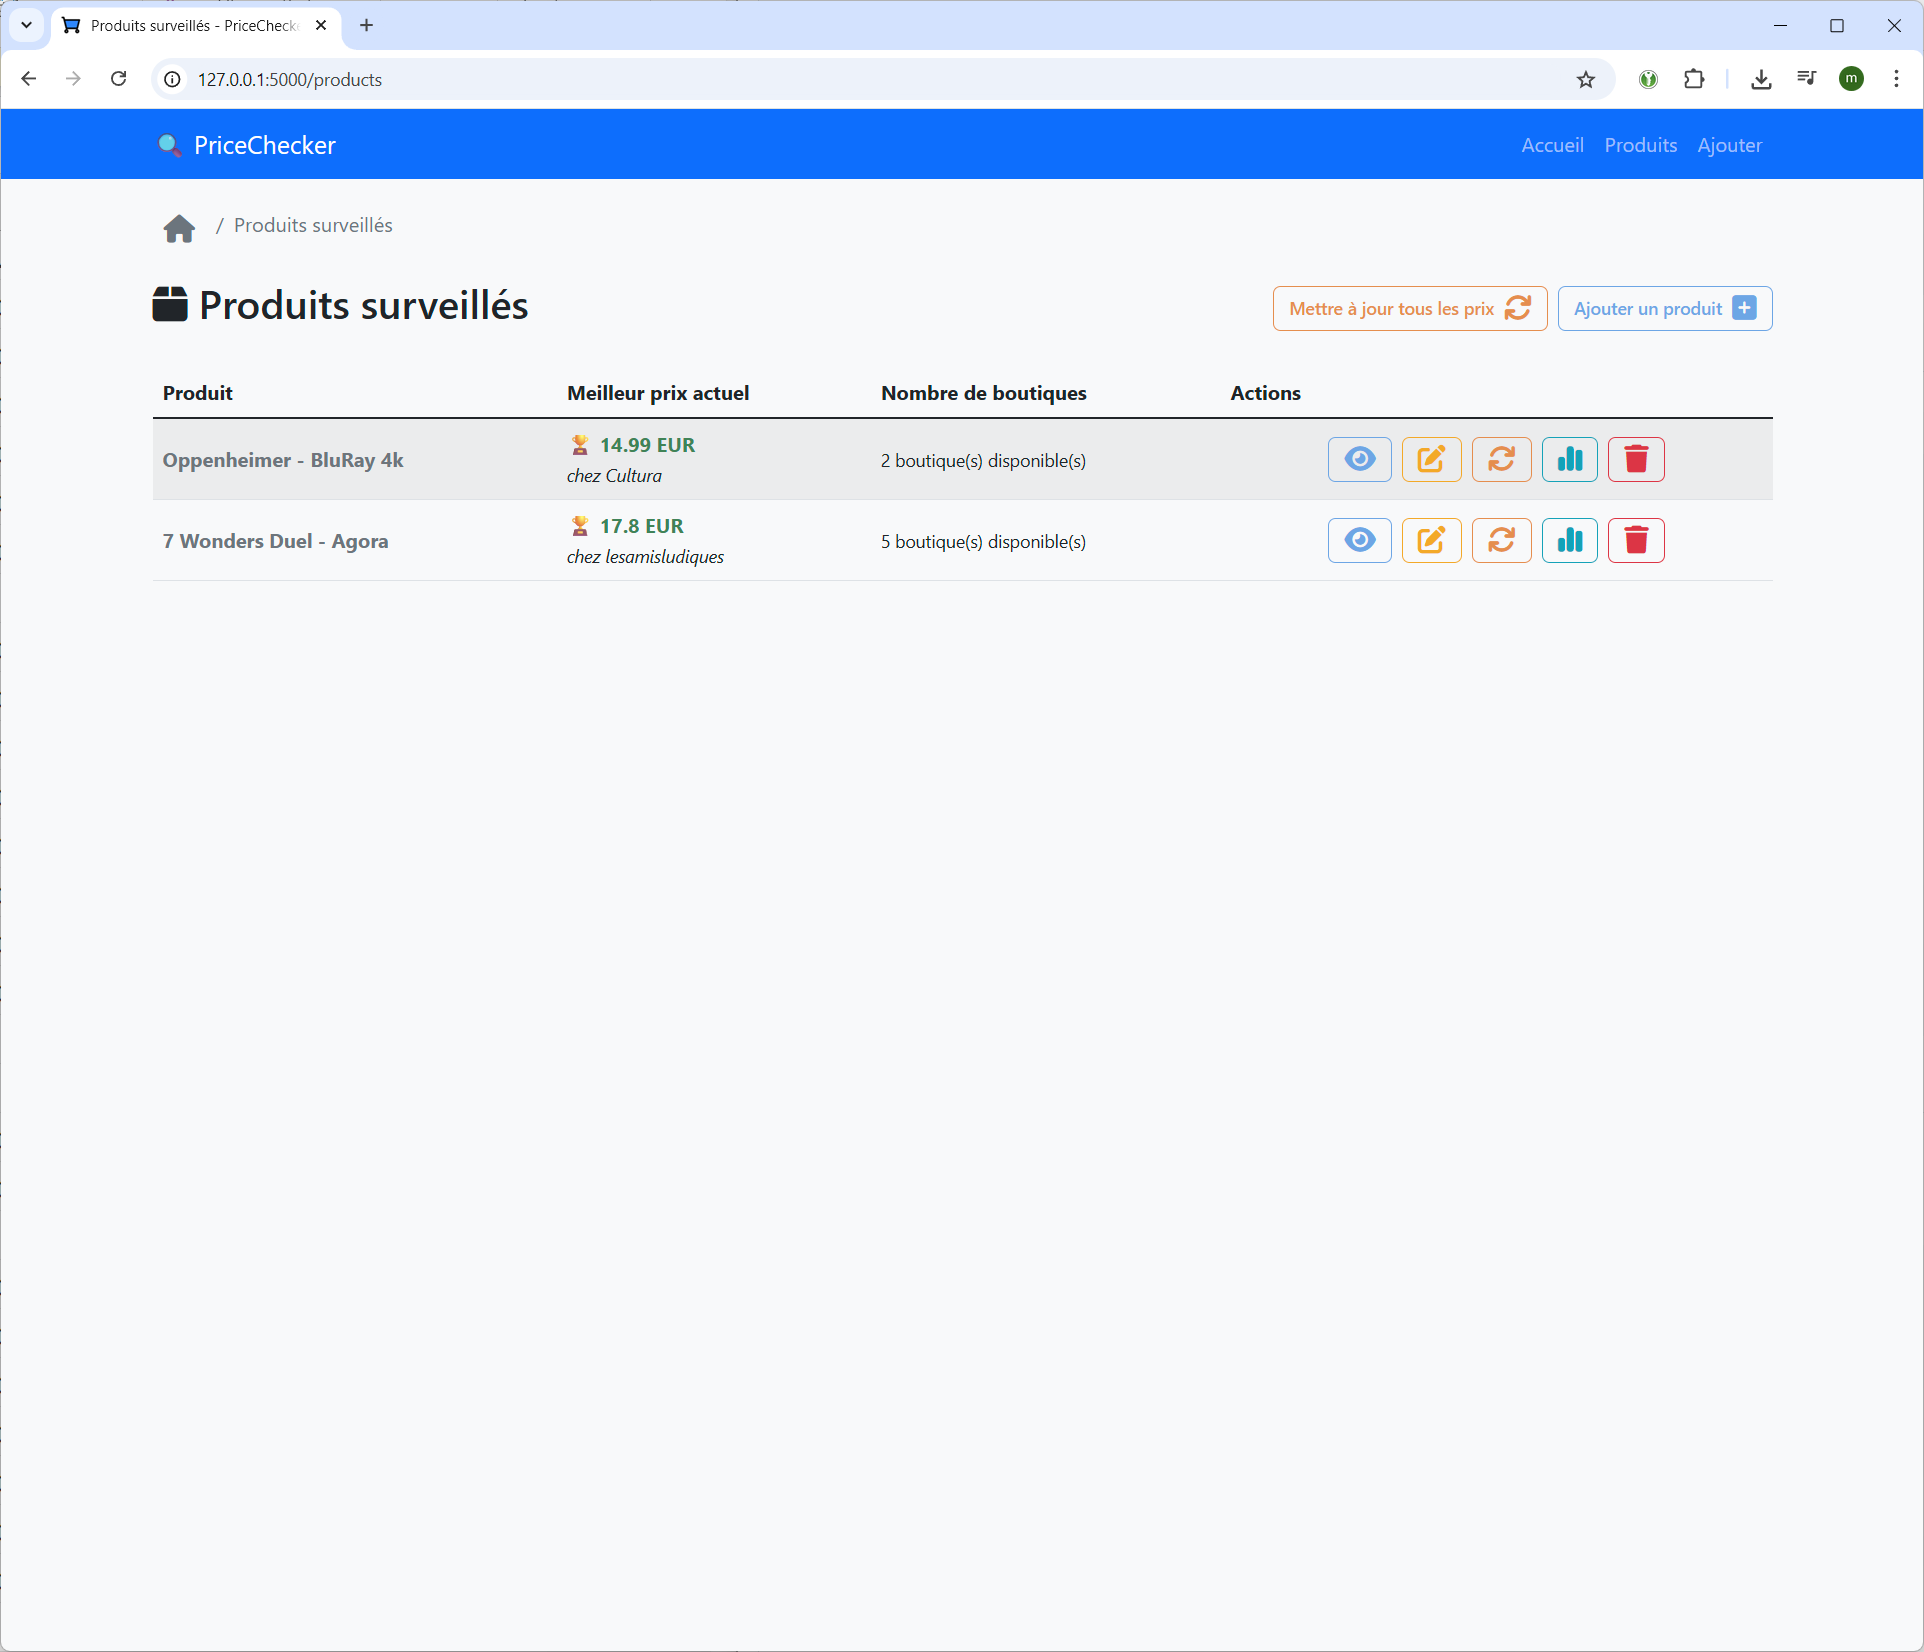 Produits surveillés - PriceCheck
127.0.0.1:5000/products
m
PriceChecker
Accueil Produits Ajouter
/ Produits surveillés
Produits surveillés
Mettre à jour tous les prix
Ajouter un produit
Produit Meilleur prix actuel Nombre de boutiques Actions
Oppenheimer - BluRay 4k
14.99 EUR
chez Cultura
2 boutique(s) disponible(s)
7 Wonders Duel - Agora
17.8 EUR
chez lesamisludiques
5 boutique(s) disponible(s)